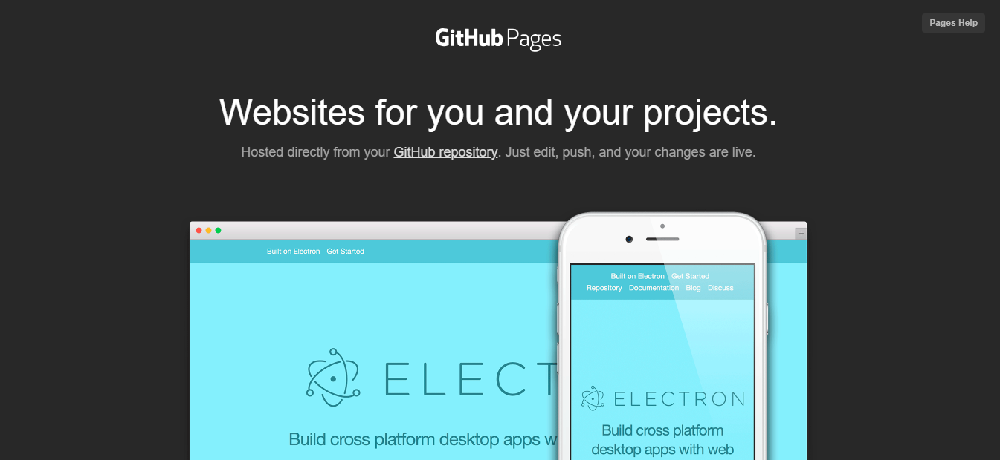 GitHub Pages
Pages Help
Websites for you and your projects.
Hosted directly from your GitHub repository. Just edit, push, and your changes are live.
Built on Electron Get Started
ELECT
Build cross platform desktop apps w
Built on Electron Get Started
Repository Documentation Blog Discuss
ELECTRON
Build cross platform
desktop apps with web